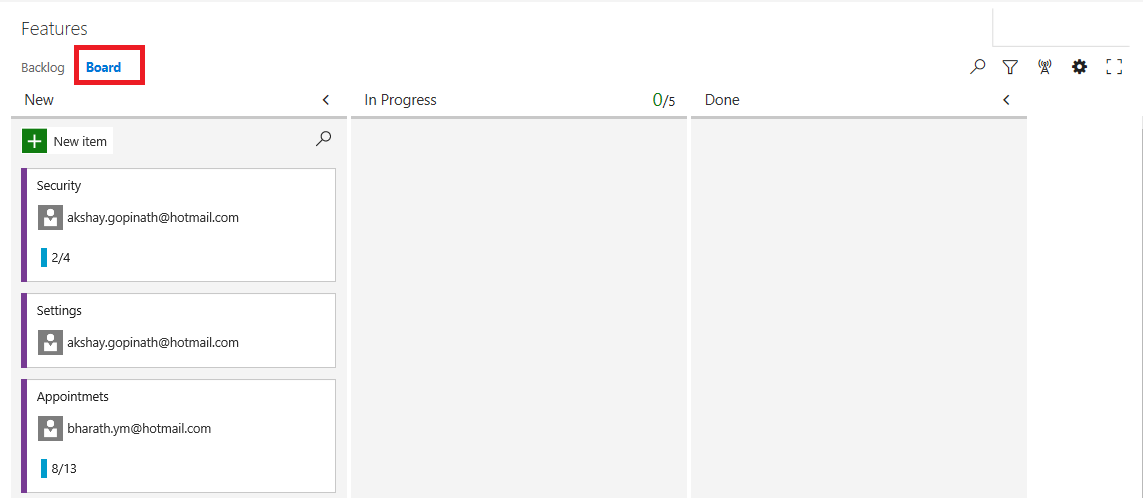 Features
Backlog Board
New In Progress 0/5 Done
New item
Security
akshay.gopinath@hotmail.com
2/4
Settings
akshay.gopinath@hotmail.com
Appointmets
bharath.ym@hotmail.com
8/13